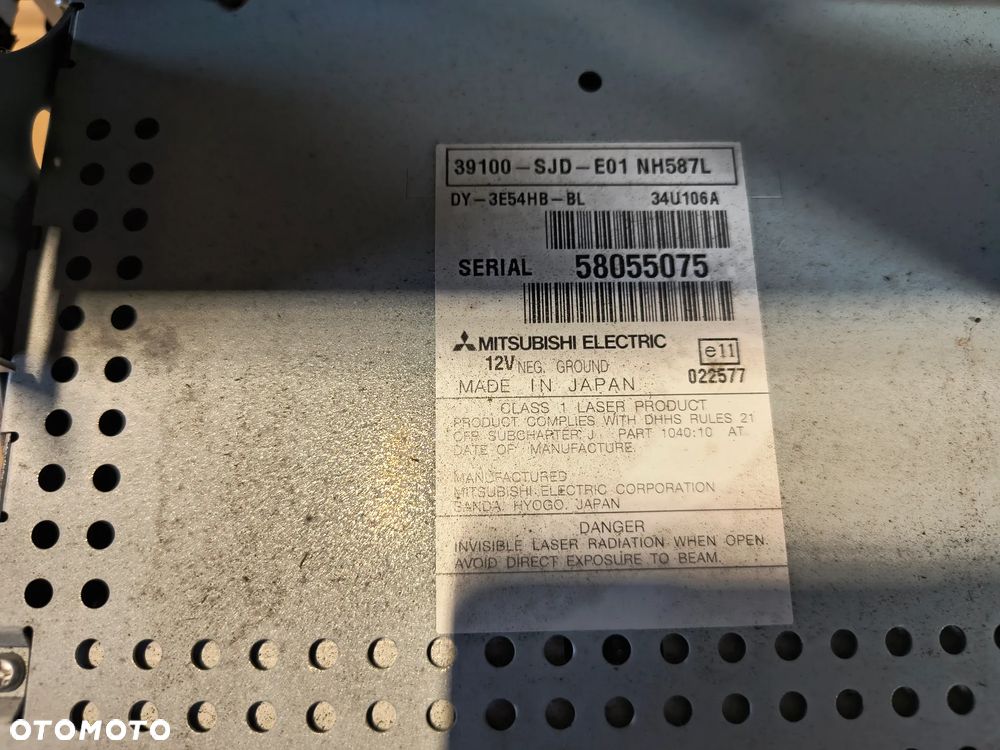 39100-SJD-E01 NH587L
DY-3E54HB-BL 34U106A
SERIAL 58055075
MITSUBISHI ELECTRIC
12V NEG. GROUND e11
MADE IN JAPAN 022577
CLASS 1 LASER PRODUCT
PRODUCT COMPLIES WITH DHHS RULES 21
CFR SUBCHARTER J PART 1040:10 AT
DATE OF MANUFACTURE.
MANUFACTURED
MITSUBISHI ELECTRIC CORPORATION
SANDA, HYOGO, JAPAN
DANGER
INVISIBLE LASER RADIATION WHEN OPEN.
AVOID DIRECT EXPOSURE TO BEAM.
OTOMOTO